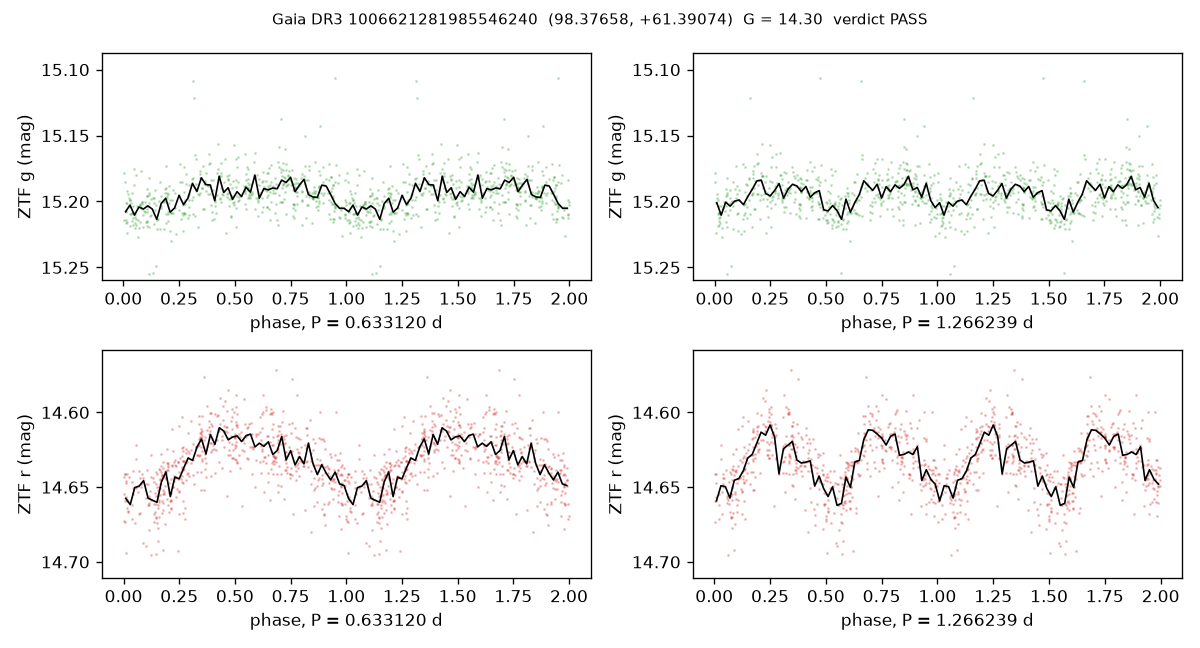 Gaia DR3 1006621281985546240 (98.37658, +61.39074) G = 14.30 verdict PASS
ZTF g (mag)
15.10
15.15
15.20
15.25
0.00 0.25 0.50 0.75 1.00 1.25 1.50 1.75 2.00
phase, P = 0.633120 d
ZTF g (mag)
15.10
15.15
15.20
15.25
0.00 0.25 0.50 0.75 1.00 1.25 1.50 1.75 2.00
phase, P = 1.266239 d
ZTF r (mag)
14.60
14.65
14.70
0.00 0.25 0.50 0.75 1.00 1.25 1.50 1.75 2.00
phase, P = 0.633120 d
ZTF r (mag)
14.60
14.65
14.70
0.00 0.25 0.50 0.75 1.00 1.25 1.50 1.75 2.00
phase, P = 1.266239 d